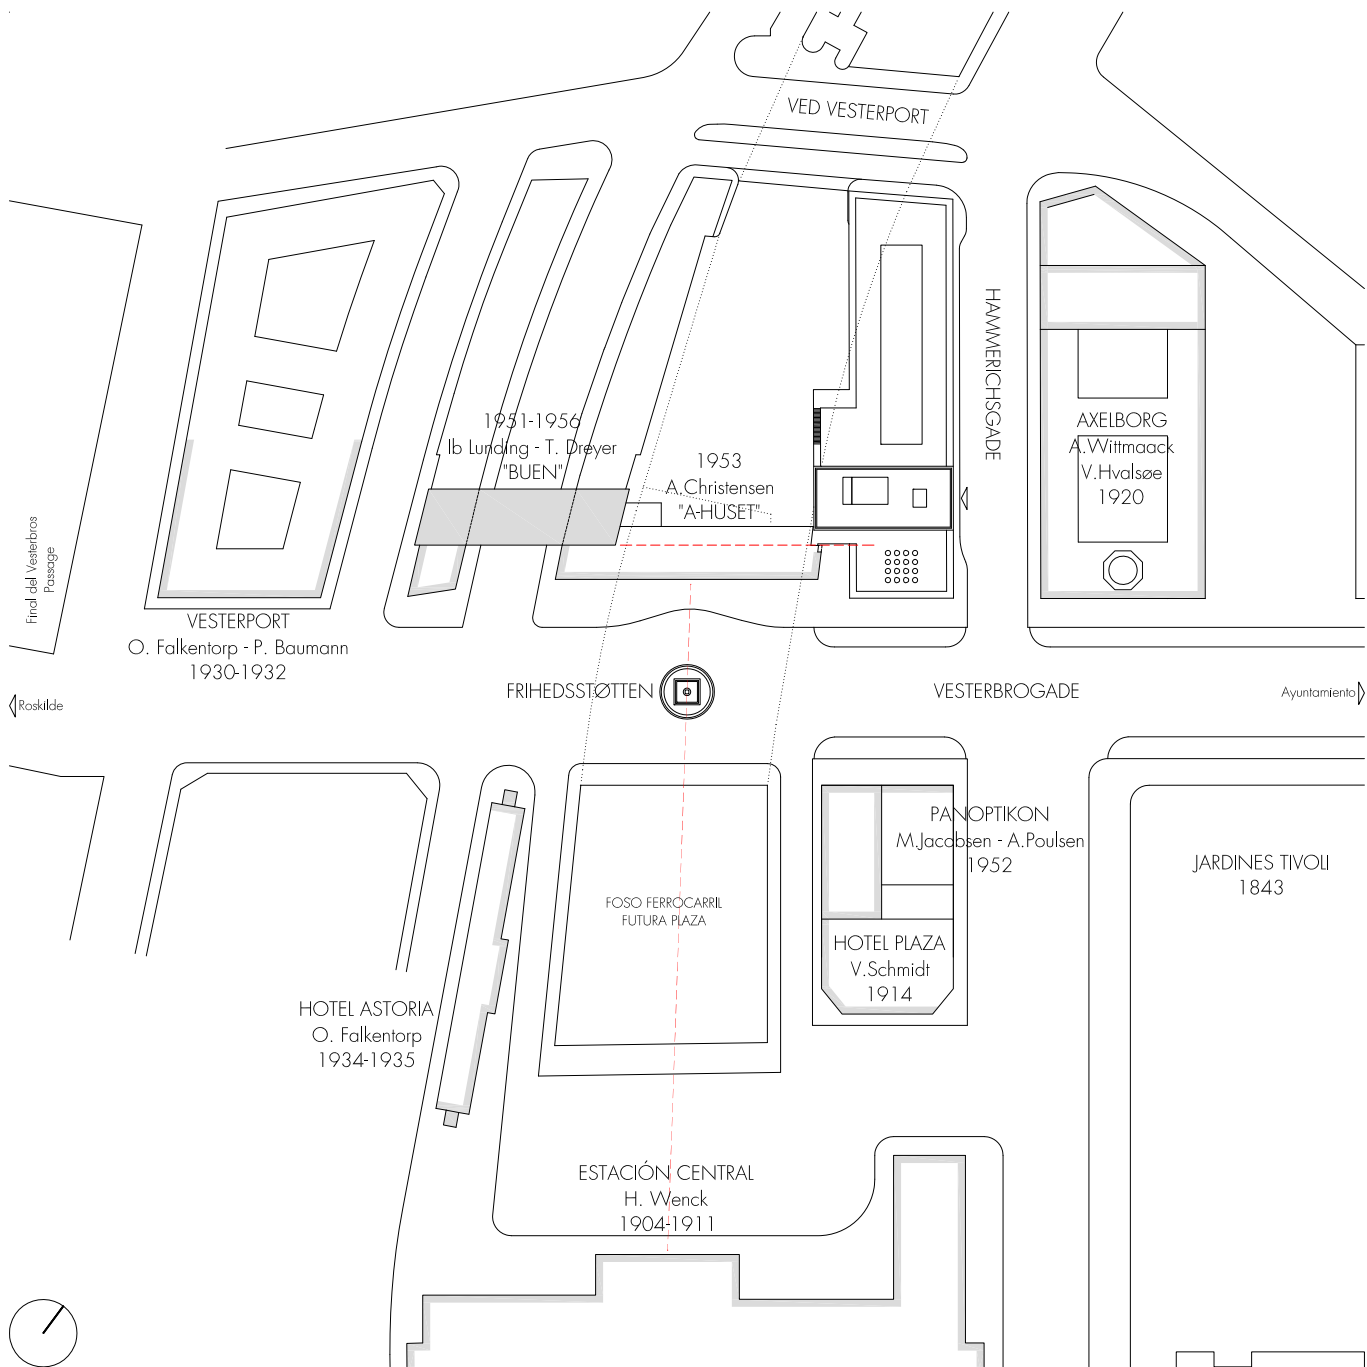 VED VESTERPORT
HAMMERICHSGADE
1951-1956
Ib Lunding - T. Dreyer
"BUEN"
1953
A.Christensen
"A-HUSET"
AXELBORG
A.Wittmaack
V.Hvalsøe
1920
Final del Vesterbros
Passage
VESTERPORT
O. Falkentorp - P. Baumann
1930-1932
FRIHEDSSTØTTEN
VESTERBROGADE
Roskilde
Ayuntamiento
PANOPTIKON
M.Jacobsen - A.Poulsen
1952
JARDINES TIVOLI
1843
FOSO FERROCARRIL
FUTURA PLAZA
HOTEL PLAZA
V.Schmidt
1914
HOTEL ASTORIA
O. Falkentorp
1934-1935
ESTACIÓN CENTRAL
H. Wenck
1904-1911